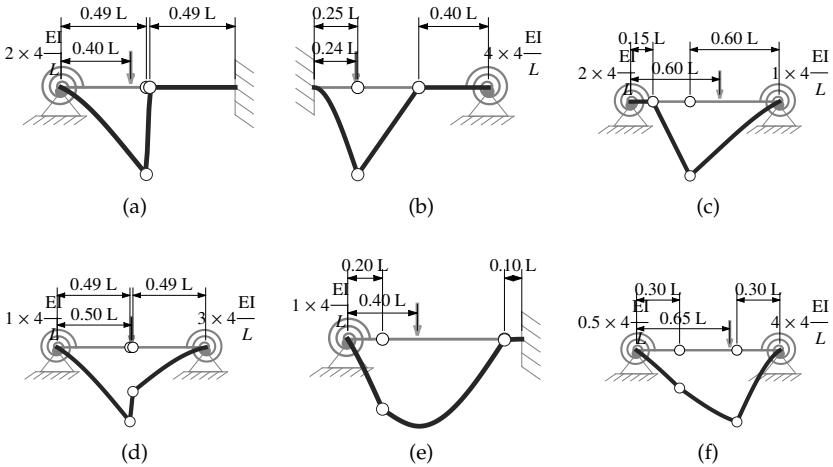 0.49 L 0.49 L
2 × 4 EI/L 0.40 L
(a)
0.25 L 0.40 L
0.24 L 4 × 4 EI/L
(b)
0.15 L 0.60 L
2 × 4 EI/L 0.60 L 1 × 4 EI/L
(c)
0.49 L 0.49 L
1 × 4 EI/L 0.50 L 3 × 4 EI/L
(d)
0.20 L 0.10 L
1 × 4 EI/L 0.40 L
(e)
0.30 L 0.30 L
0.5 × 4 EI/L 0.65 L 4 × 4 EI/L
(f)